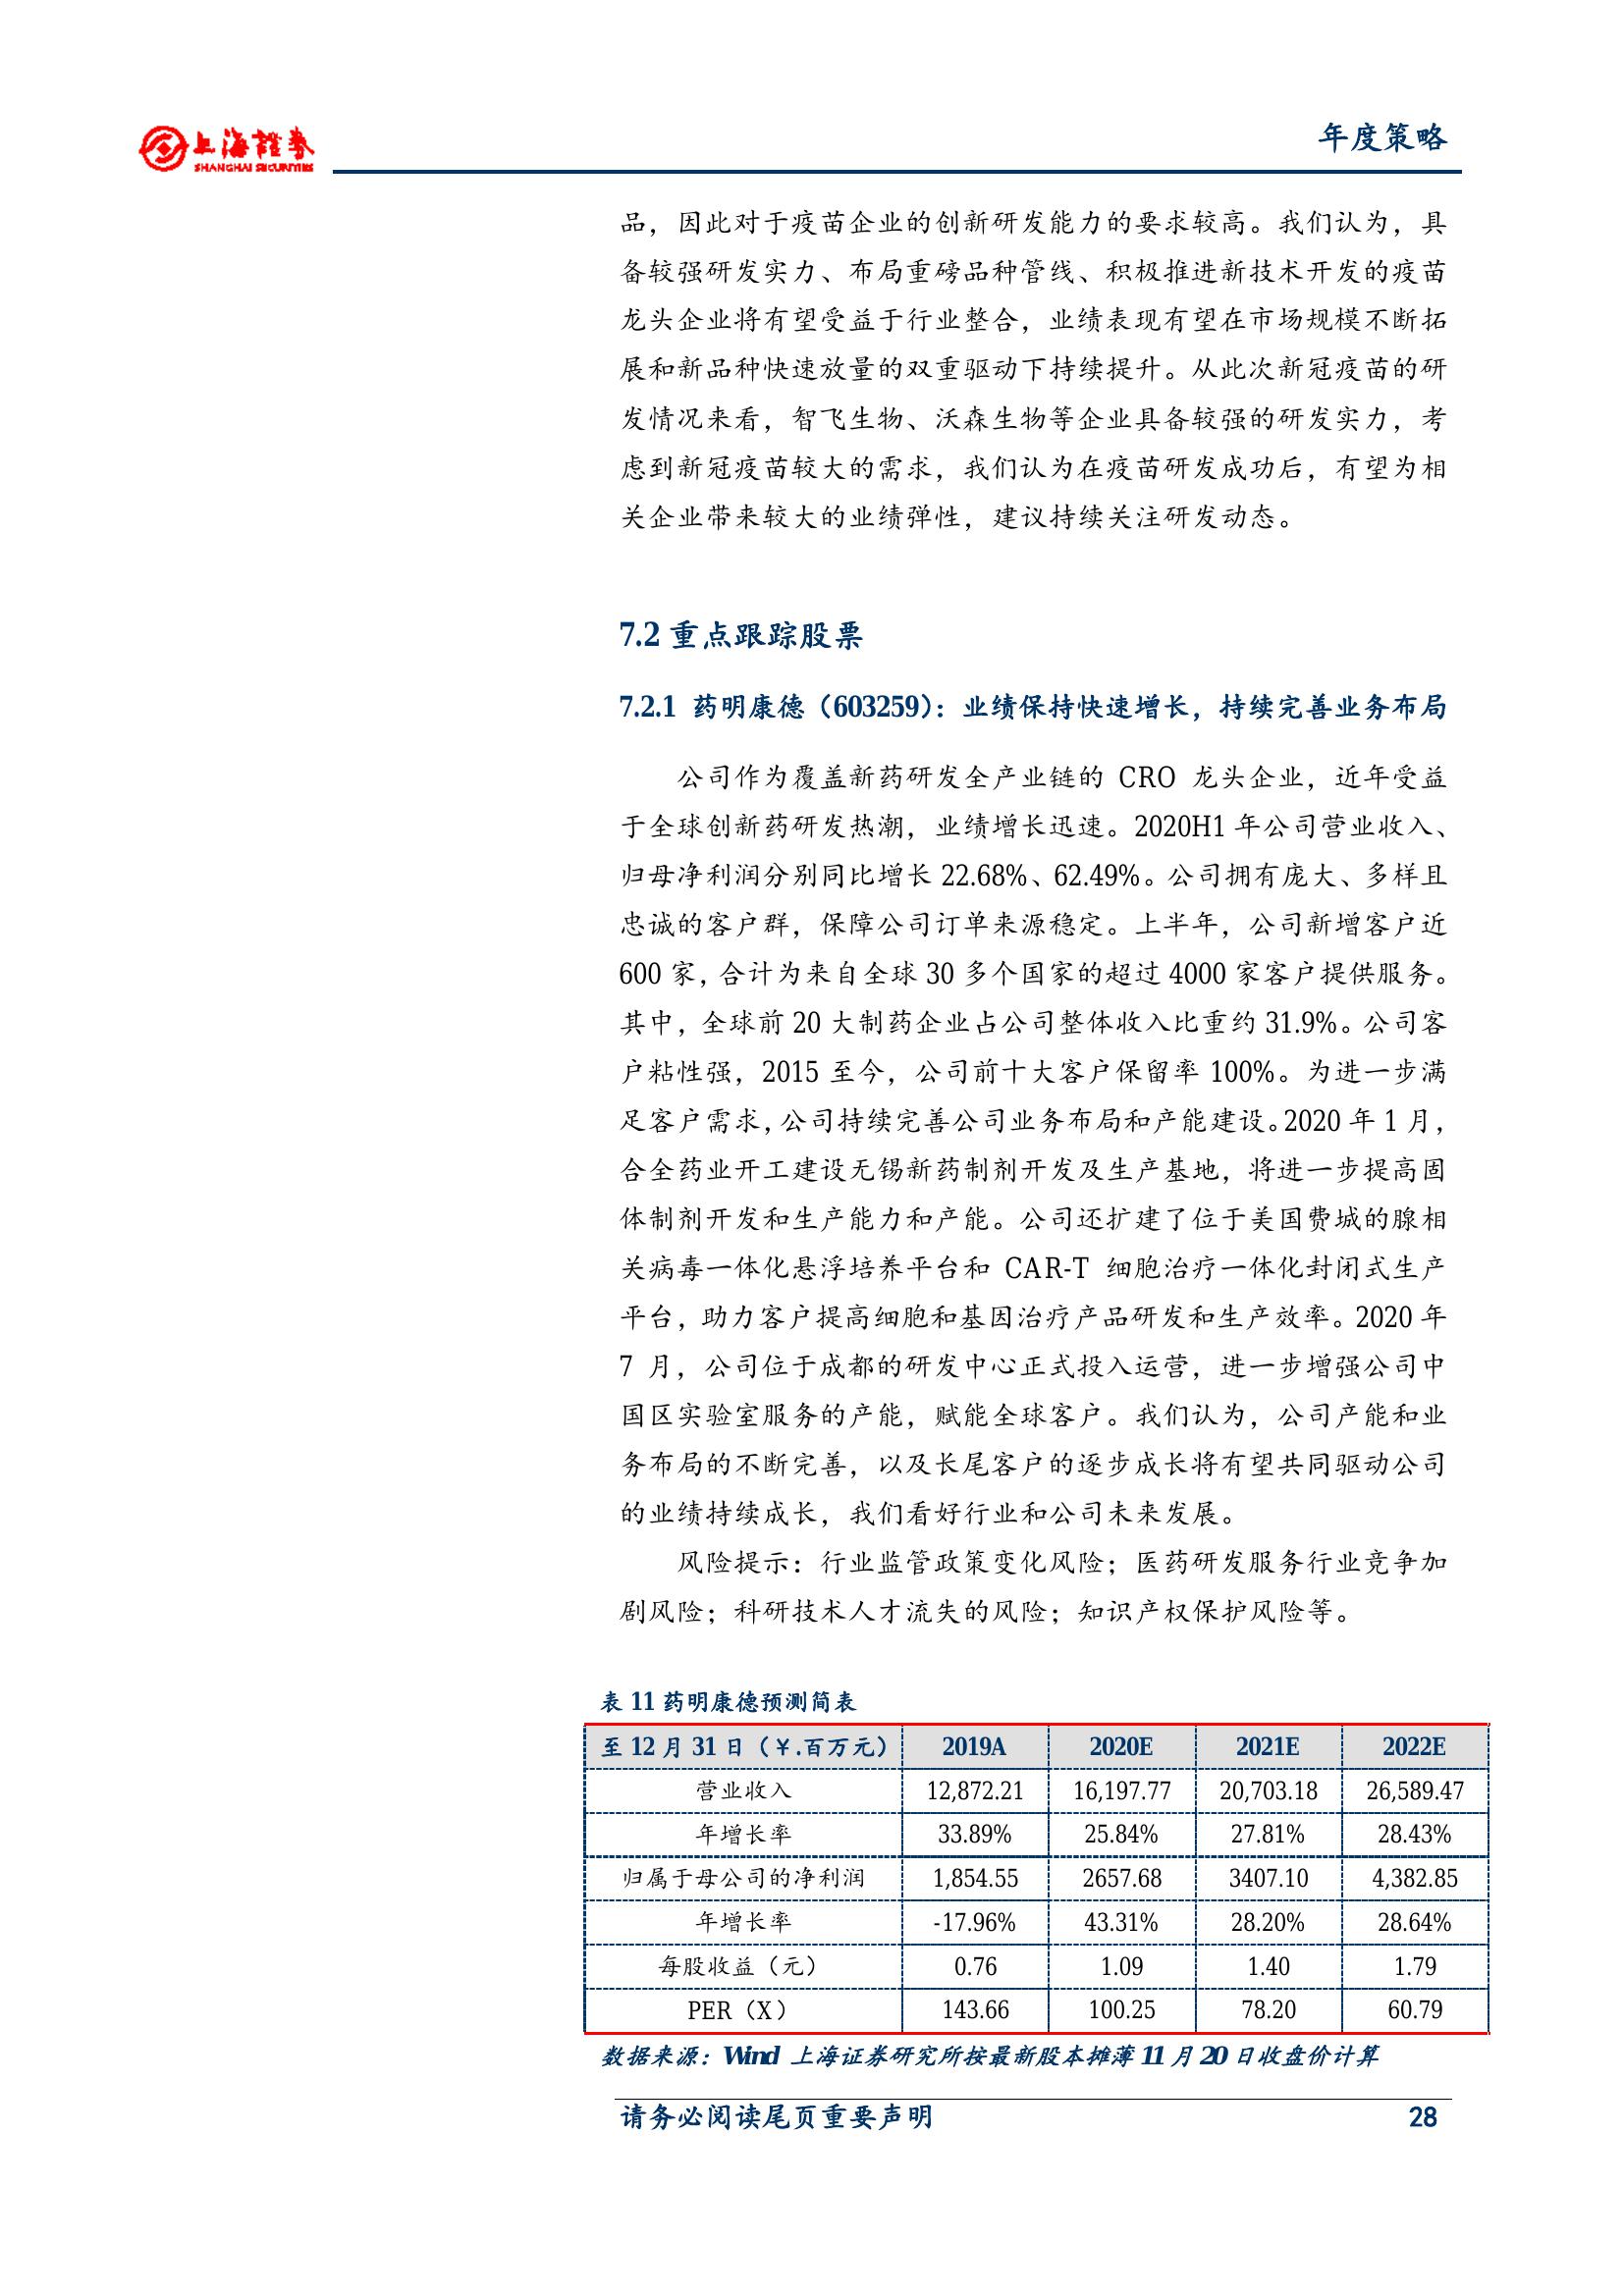 上海證券
SHANGHAI SECURITIES
年度策略
品，因此对于疫苗企业的创新研发能力的要求较高。我们认为，具
备较强研发实力、布局重磅品种管线、积极推进新技术开发的疫苗
龙头企业将有望受益于行业整合，业绩表现有望在市场规模不断拓
展和新品种快速放量的双重驱动下持续提升。从此次新冠疫苗的研
发情况来看，智飞生物、沃森生物等企业具备较强的研发实力，考
虑到新冠疫苗较大的需求，我们认为在疫苗研发成功后，有望为相
关企业带来较大的业绩弹性，建议持续关注研发动态。
7.2 重点跟踪股票
7.2.1 药明康德（603259）：业绩保持快速增长，持续完善业务布局
公司作为覆盖新药研发全产业链的 CRO 龙头企业，近年受益
于全球创新药研发热潮，业绩增长迅速。2020H1 年公司营业收入、
归母净利润分别同比增长 22.68%、62.49%。公司拥有庞大、多样且
忠诚的客户群，保障公司订单来源稳定。上半年，公司新增客户近
600 家，合计为来自全球 30 多个国家的超过 4000 家客户提供服务。
其中，全球前 20 大制药企业占公司整体收入比重约 31.9%。公司客
户粘性强，2015 至今，公司前十大客户保留率 100%。为进一步满
足客户需求，公司持续完善公司业务布局和产能建设。2020 年 1 月，
合全药业开工建设无锡新药制剂开发及生产基地，将进一步提高固
体制剂开发和生产能力和产能。公司还扩建了位于美国费城的腺相
关病毒一体化悬浮培养平台和 CAR-T 细胞治疗一体化封闭式生产
平台，助力客户提高细胞和基因治疗产品研发和生产效率。2020 年
7 月，公司位于成都的研发中心正式投入运营，进一步增强公司中
国区实验室服务的产能，赋能全球客户。我们认为，公司产能和业
务布局的不断完善，以及长尾客户的逐步成长将有望共同驱动公司
的业绩持续成长，我们看好行业和公司未来发展。
风险提示：行业监管政策变化风险；医药研发服务行业竞争加
剧风险；科研技术人才流失的风险；知识产权保护风险等。
表 11 药明康德预测简表
至 12 月 31 日（￥.百万元） 2019A 2020E 2021E 2022E
营业收入 12,872.21 16,197.77 20,703.18 26,589.47
年增长率 33.89% 25.84% 27.81% 28.43%
归属于母公司的净利润 1,854.55 2657.68 3407.10 4,382.85
年增长率 -17.96% 43.31% 28.20% 28.64%
每股收益（元） 0.76 1.09 1.40 1.79
PER（X） 143.66 100.25 78.20 60.79
数据来源：Wind 上海证券研究所按最新股本摊薄 11 月 20 日收盘价计算
请务必阅读尾页重要声明 28